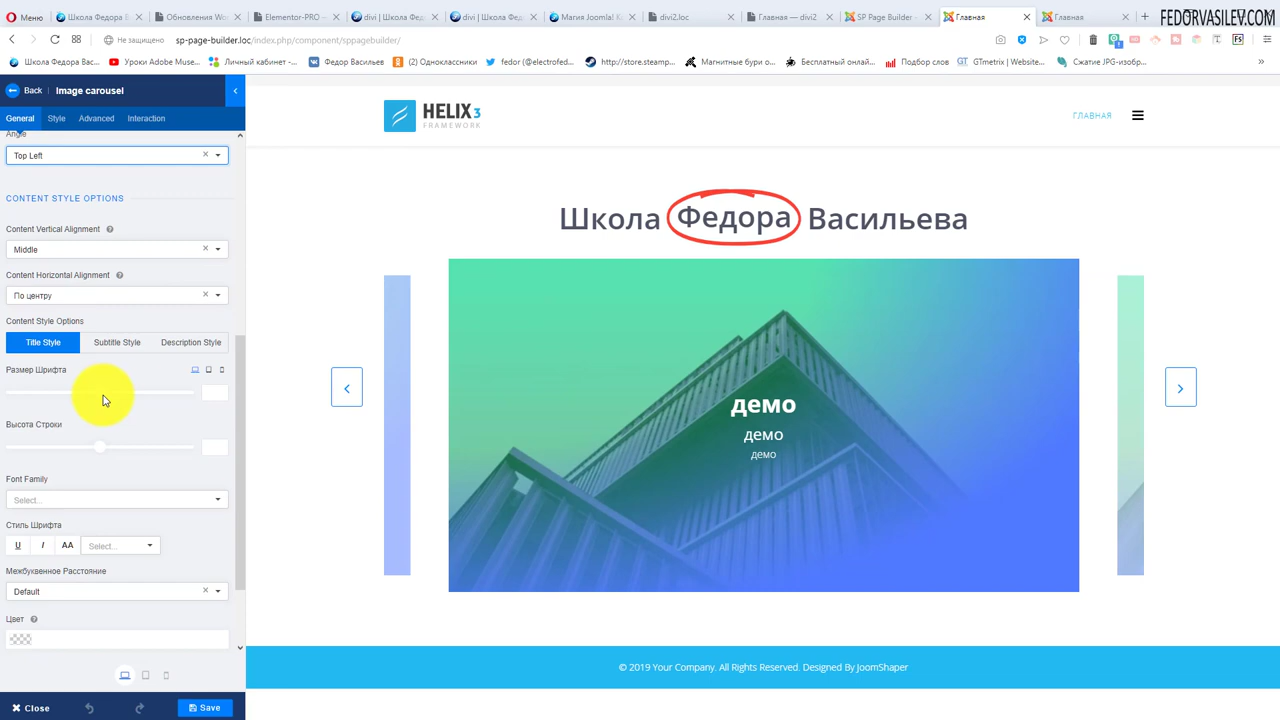 Меню
Школа Федора В
Обновления Wo
Elementor-PRO —
divi | Школа Фед
divi | Школа Фед
Магия Joomla! К
divi2.loc
Главная — divi2
SP Page Builder -
Главная
Главная
FEDORVASILEV.COM
Не защищено
sp-page-builder.loc/index.php/component/sppagebuilder/
Школа Федора Вас...
Уроки Adobe Muse...
Личный кабинет -...
Федор Васильев
(2) Одноклассники
fedor (@electrofed...
http://store.steamp...
Магнитные бури о...
Бесплатный онлай...
Подбор слов
GTmetrix | Website...
Сжатие JPG-изобр...
Back
Image carousel
General
Style
Advanced
Interaction
Angle
Top Left
CONTENT STYLE OPTIONS
Content Vertical Alignment
Middle
Content Horizontal Alignment
По центру
Content Style Options
Title Style
Subtitle Style
Description Style
Размер Шрифта
Высота Строки
Font Family
Select...
Стиль Шрифта
U
I
AA
Select...
Межбуквенное Расстояние
Default
Цвет
Close
Save
HELIX3
FRAMEWORK
ГЛАВНАЯ
Школа Федора Васильева
демо
демо
демо
© 2019 Your Company. All Rights Reserved. Designed By JoomShaper